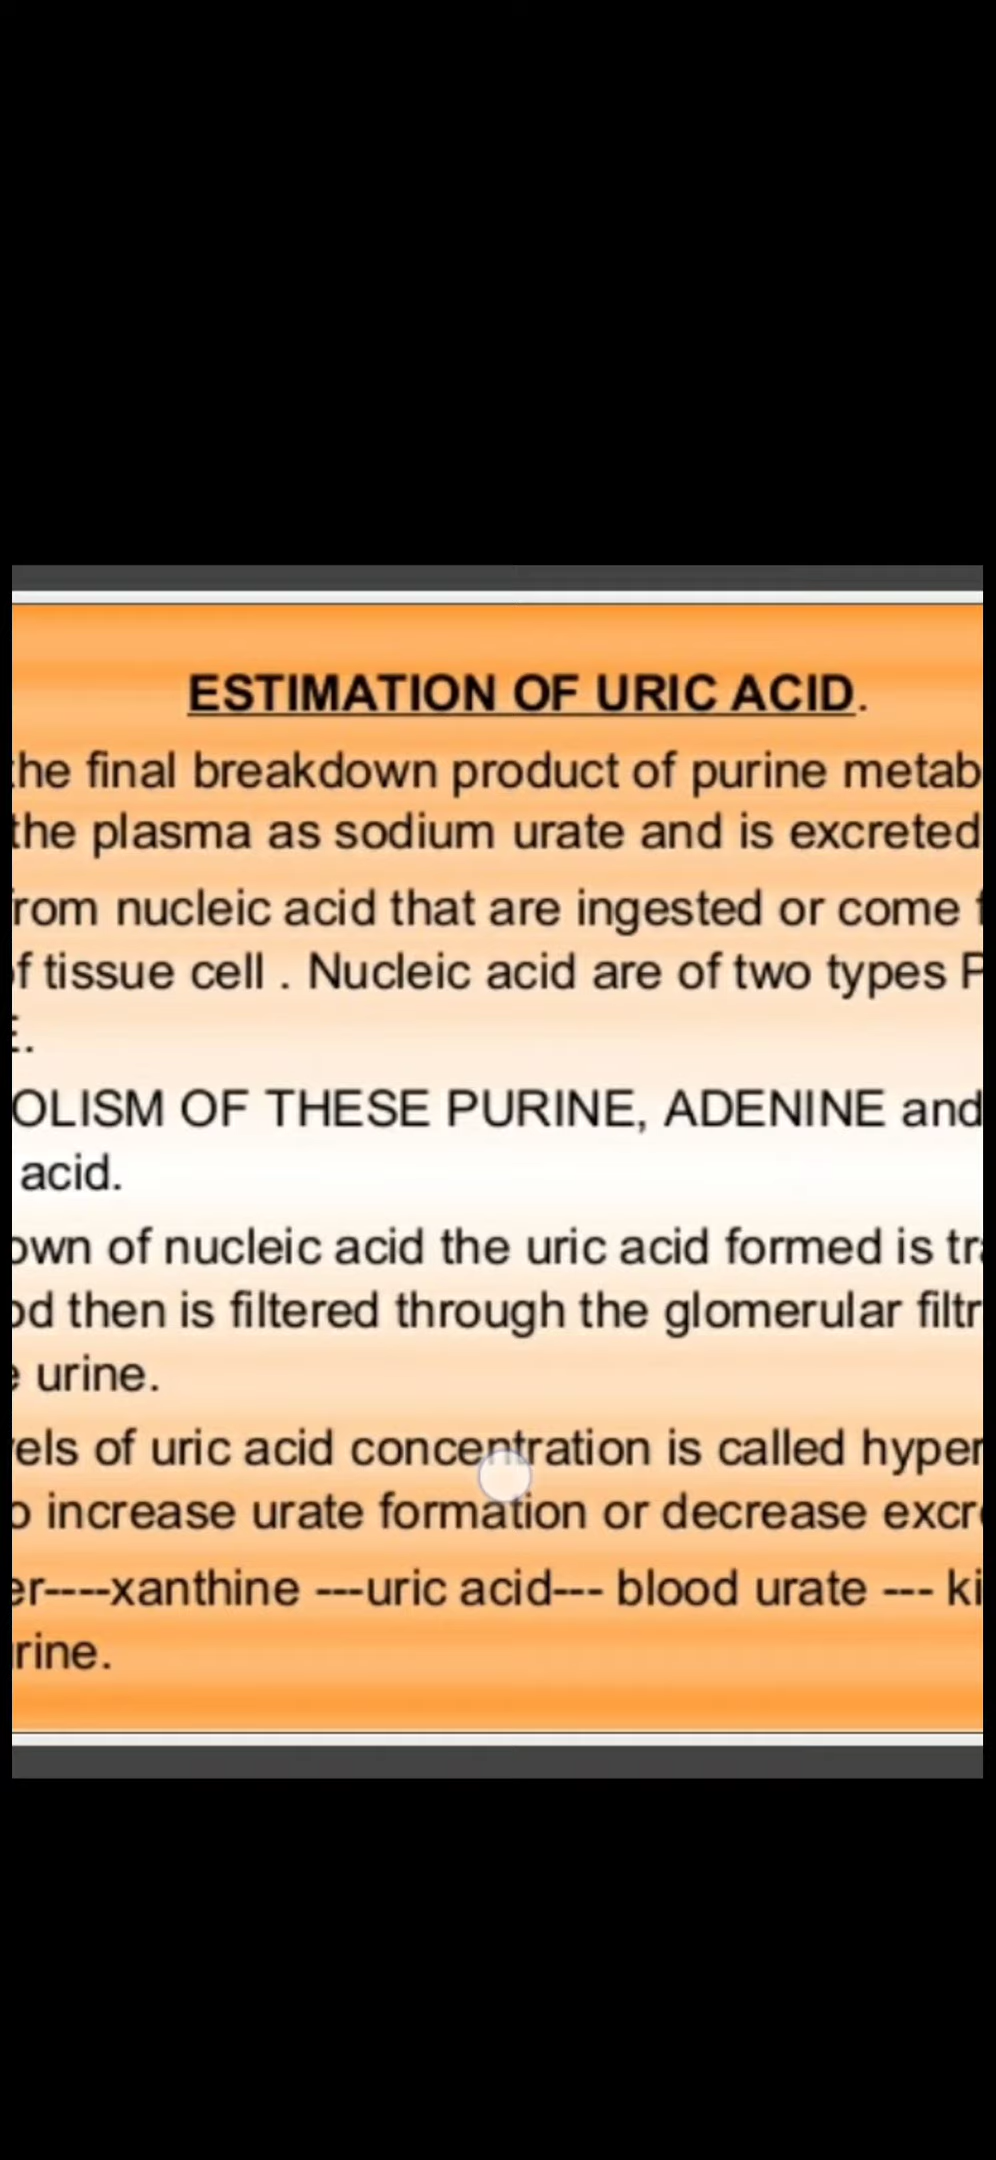 ESTIMATION OF URIC ACID.
the final breakdown product of purine metab
the plasma as sodium urate and is excreted
rom nucleic acid that are ingested or come
f tissue cell . Nucleic acid are of two types P
E.
OLISM OF THESE PURINE, ADENINE and
acid.
own of nucleic acid the uric acid formed is tra
od then is filtered through the glomerular filtr
e urine.
els of uric acid concentration is called hyper
o increase urate formation or decrease excr
er----xanthine ---uric acid--- blood urate --- ki
rine.